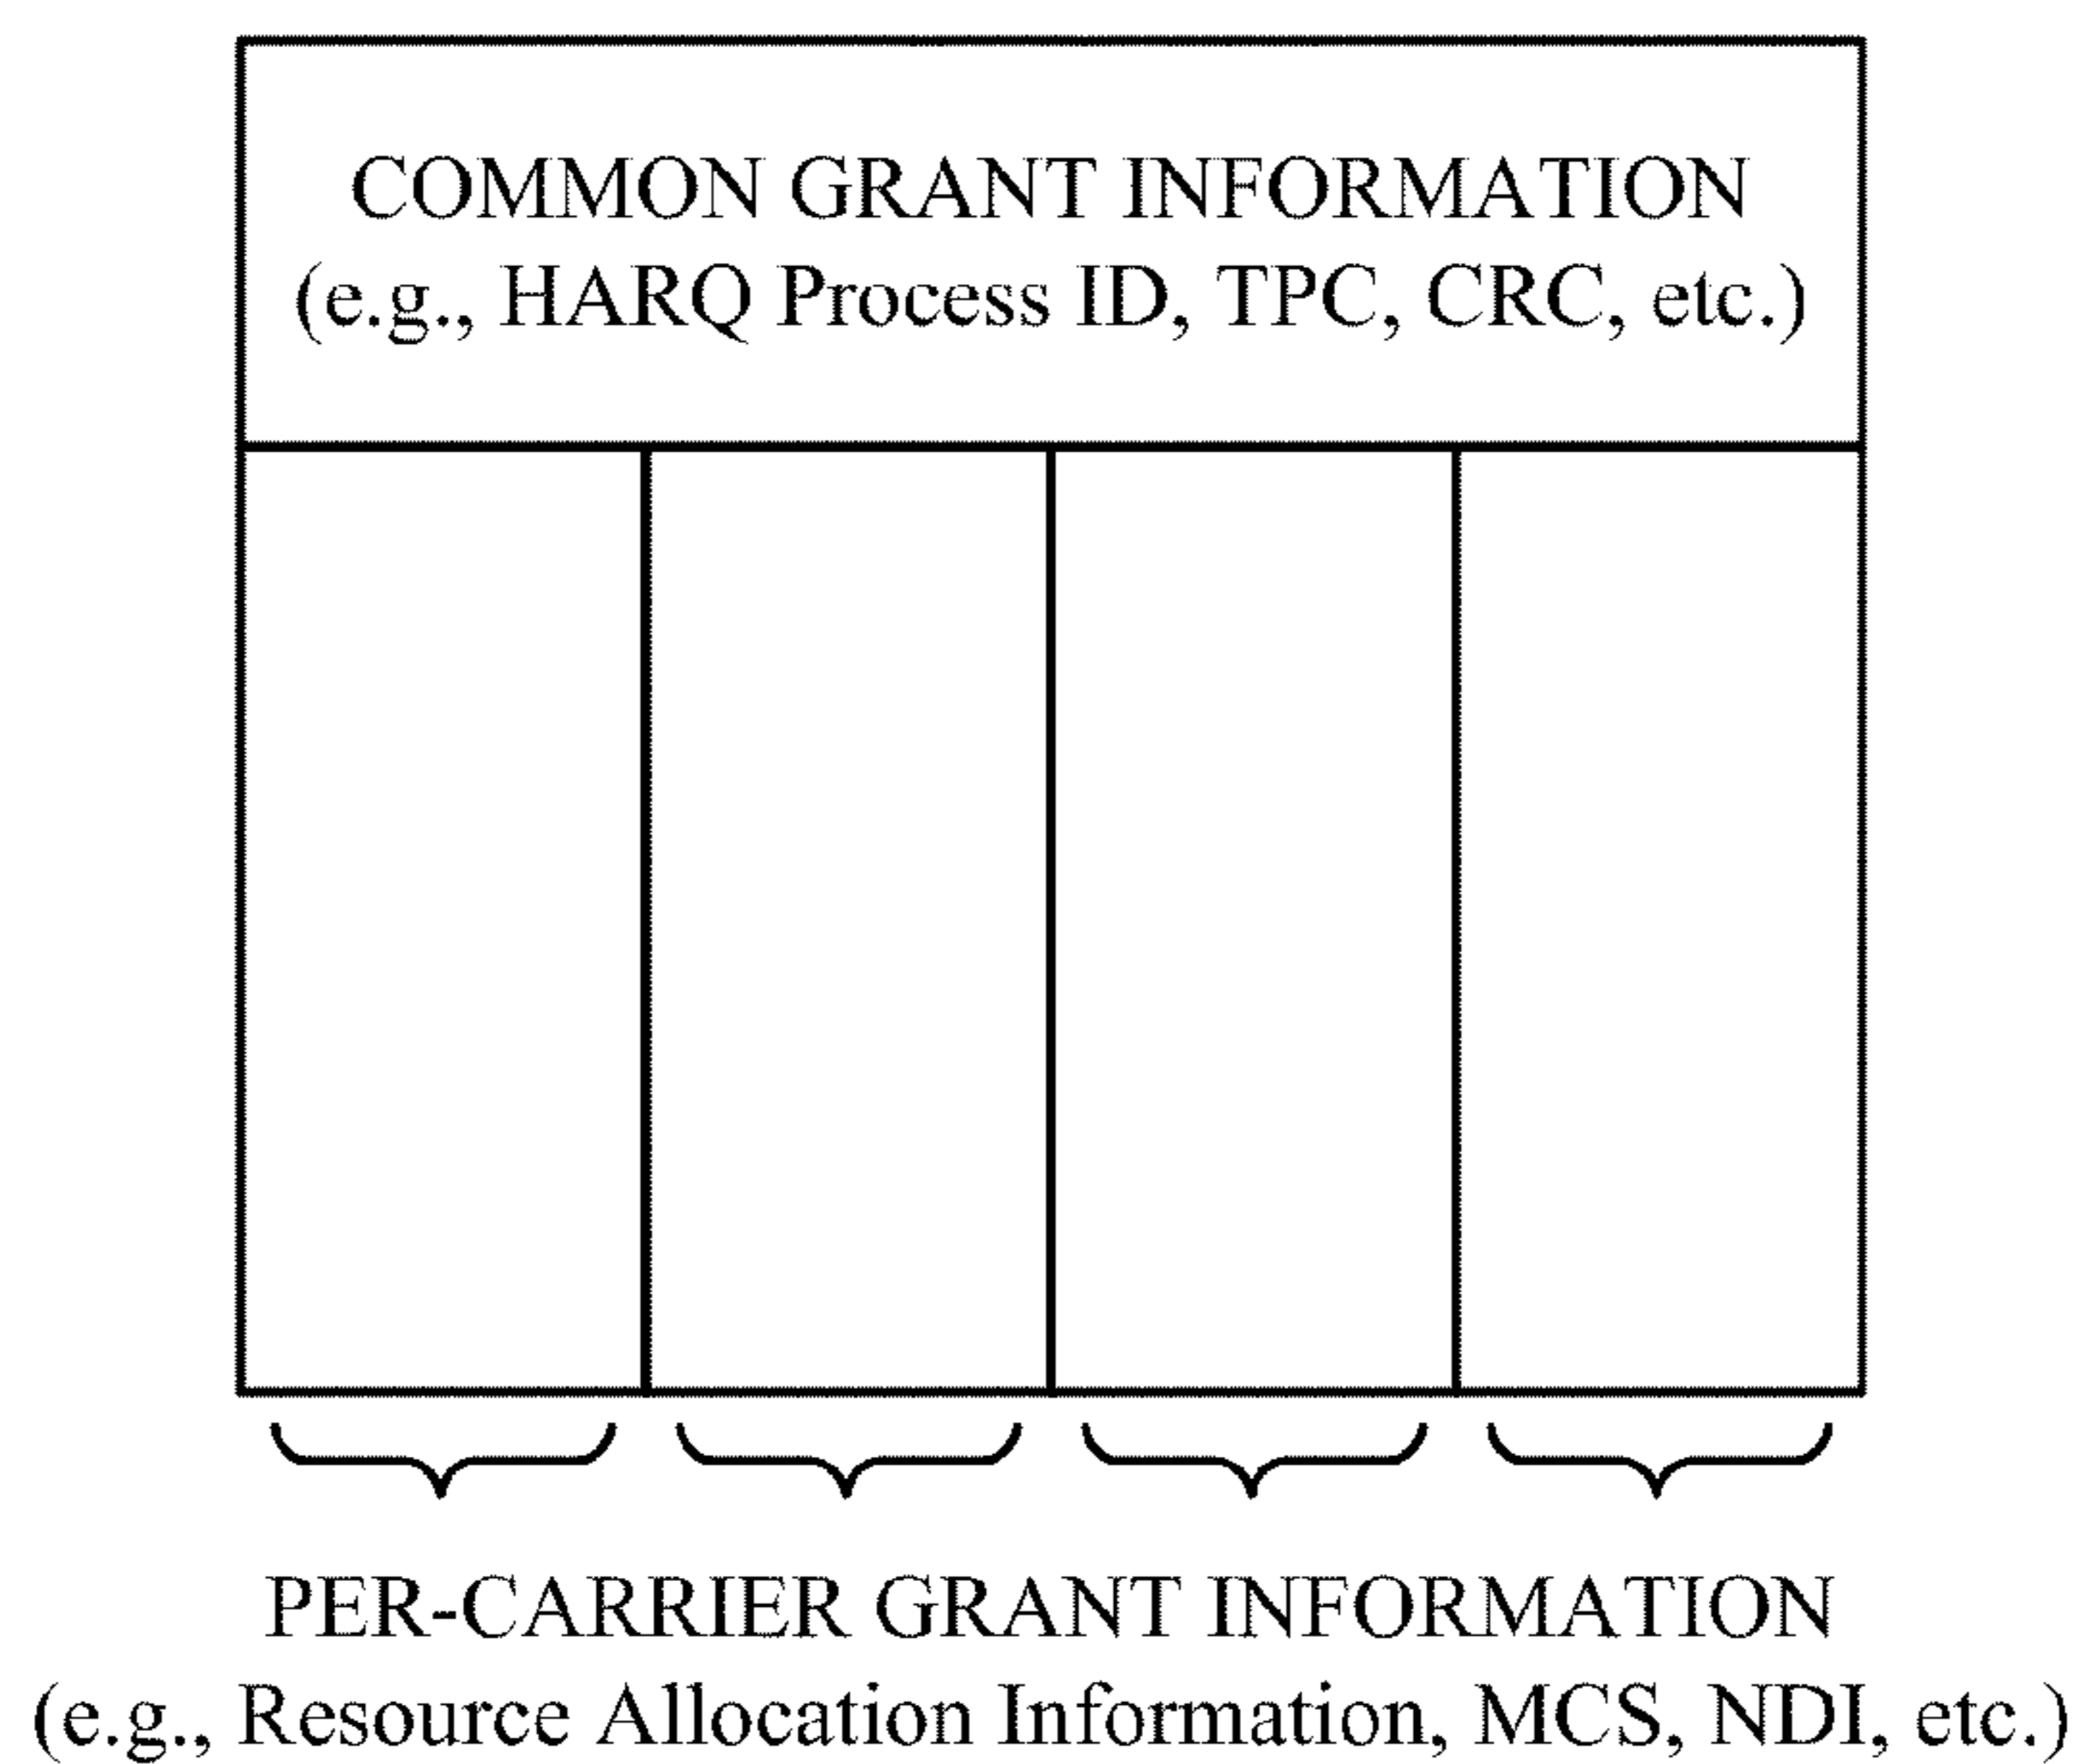 COMMON GRANT INFORMATION
(e.g., HARQ Process ID, TPC, CRC, etc.)
PER-CARRIER GRANT INFORMATION
(e.g., Resource Allocation Information, MCS, NDI, etc.)